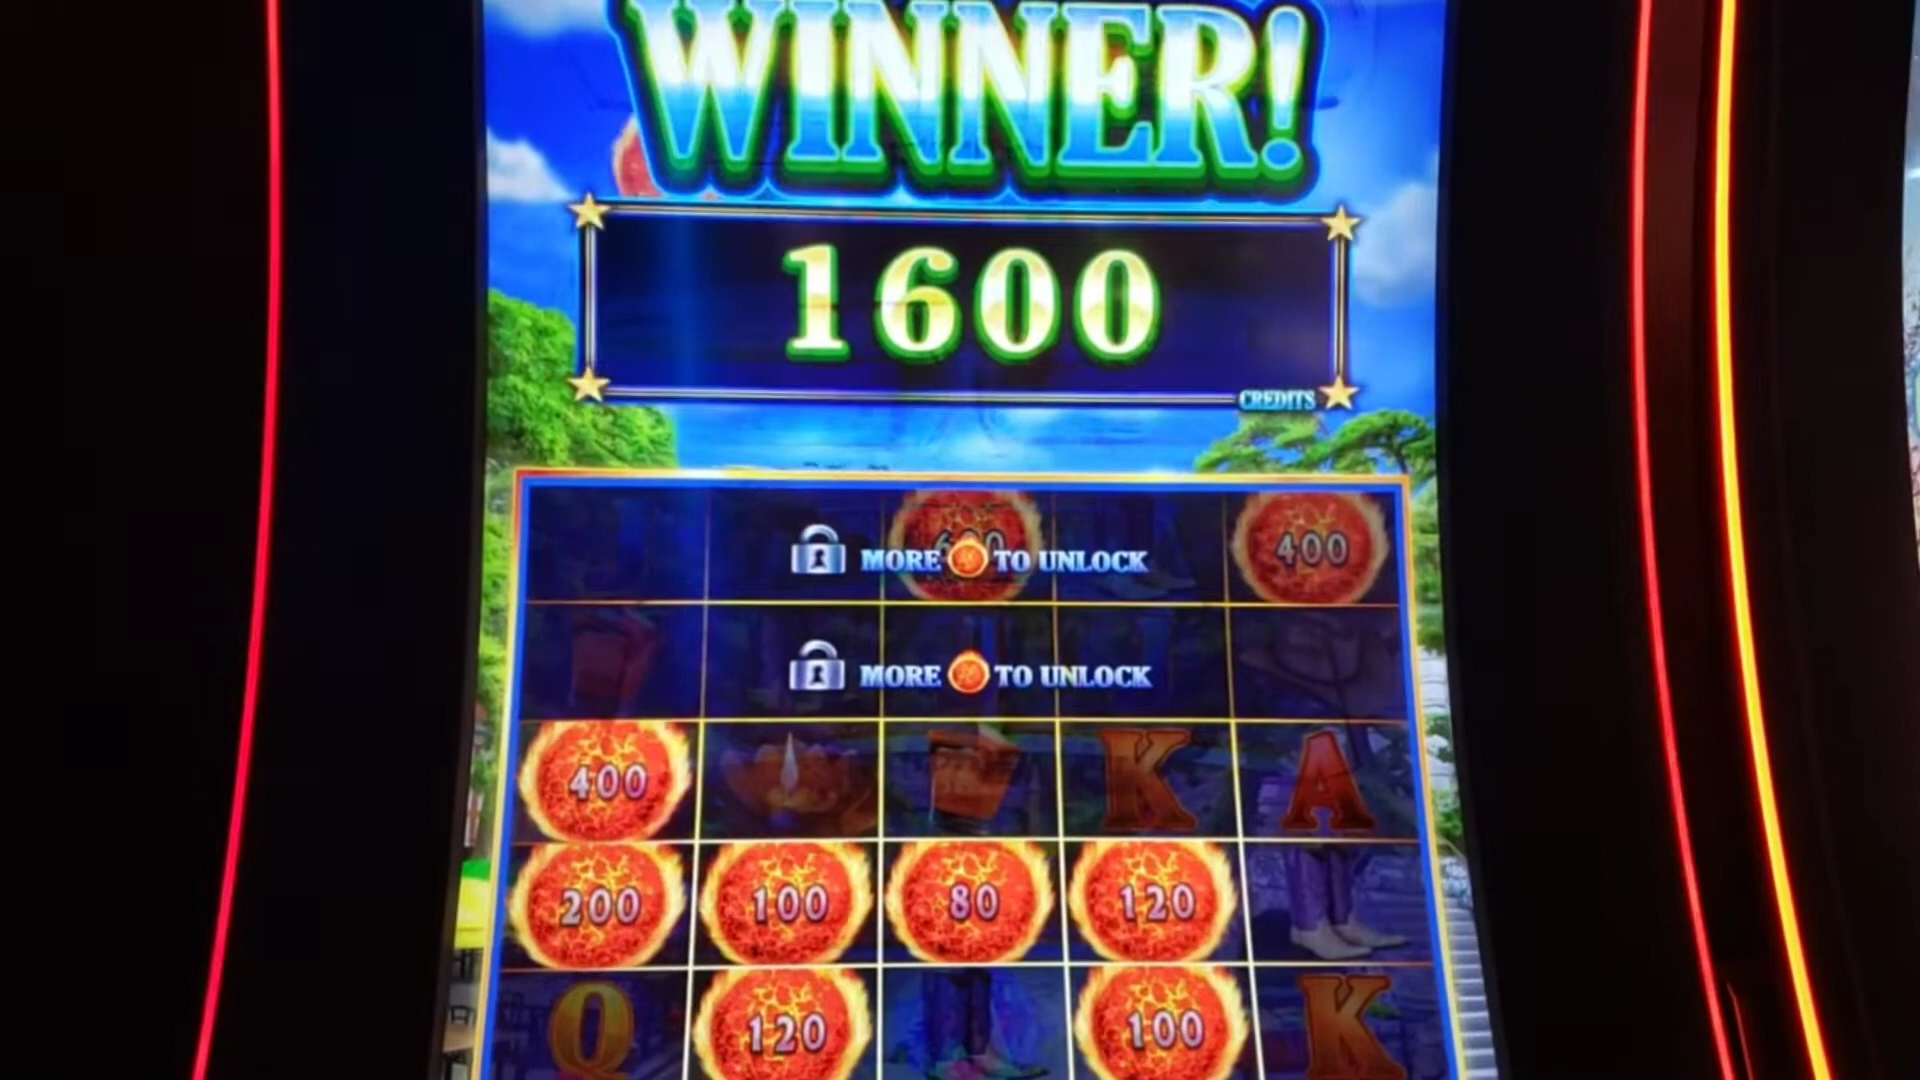 WINNER!
1600
CREDITS
400
MORE TO UNLOCK
MORE TO UNLOCK
400 K A
200 100 80 120
Q 120 100 K